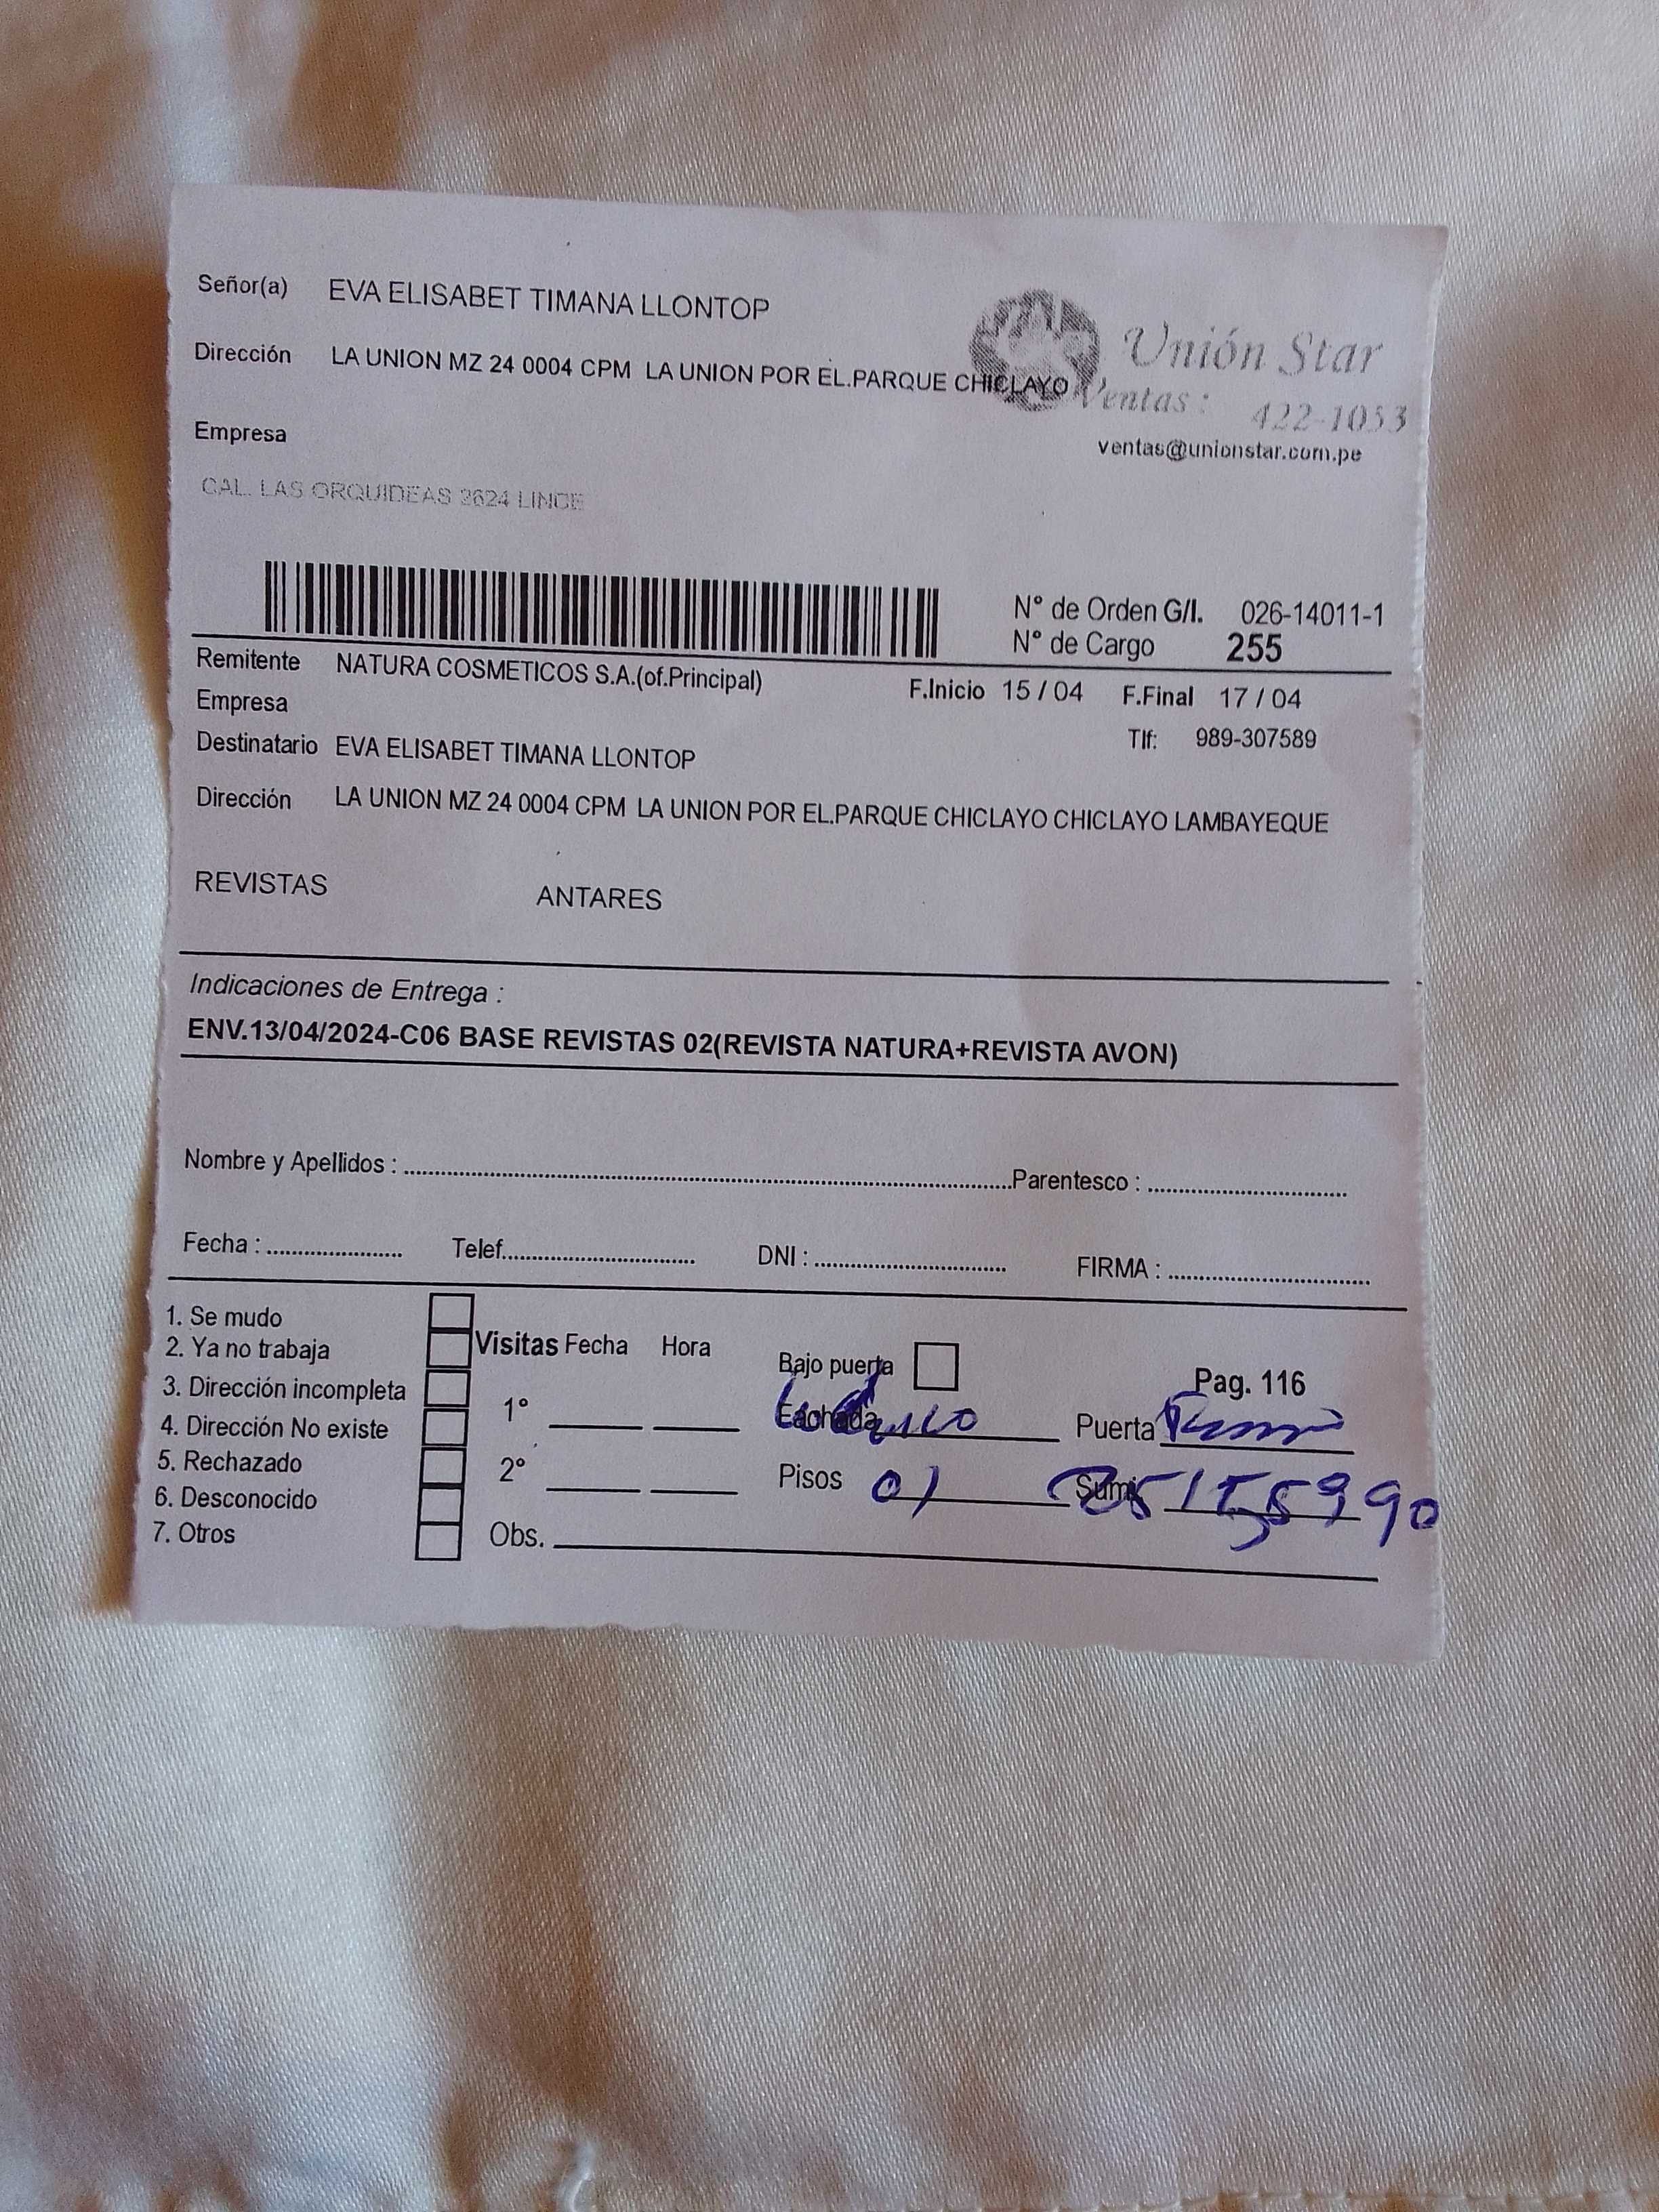 Señor(a) EVA ELISABET TIMANA LLONTOP
Dirección LA UNION MZ 24 0004 CPM LA UNION POR EL.PARQUE CHICLAYO
Unión Star
Ventas : 422-1053
ventas@unionstar.com.pe
Empresa
CAL. LAS ORQUIDEAS 2624 LINCE
N° de Orden G/I. 026-14011-1
N° de Cargo 255
Remitente NATURA COSMETICOS S.A.(of.Principal)
F.Inicio 15 / 04 F.Final 17 / 04
Empresa
Tlf: 989-307589
Destinatario EVA ELISABET TIMANA LLONTOP
Dirección LA UNION MZ 24 0004 CPM LA UNION POR EL.PARQUE CHICLAYO CHICLAYO LAMBAYEQUE
REVISTAS ANTARES
Indicaciones de Entrega :
ENV.13/04/2024-C06 BASE REVISTAS 02(REVISTA NATURA+REVISTA AVON)
Nombre y Apellidos : Parentesco :
Fecha : Telef. DNI : FIRMA :
1. Se mudo
2. Ya no trabaja
3. Dirección incompleta
4. Dirección No existe
5. Rechazado
6. Desconocido
7. Otros
Visitas Fecha Hora
1°
2°
Obs.
Bajo puerta
Pag. 116
Fachada Puerta
Pisos 01 Sumi